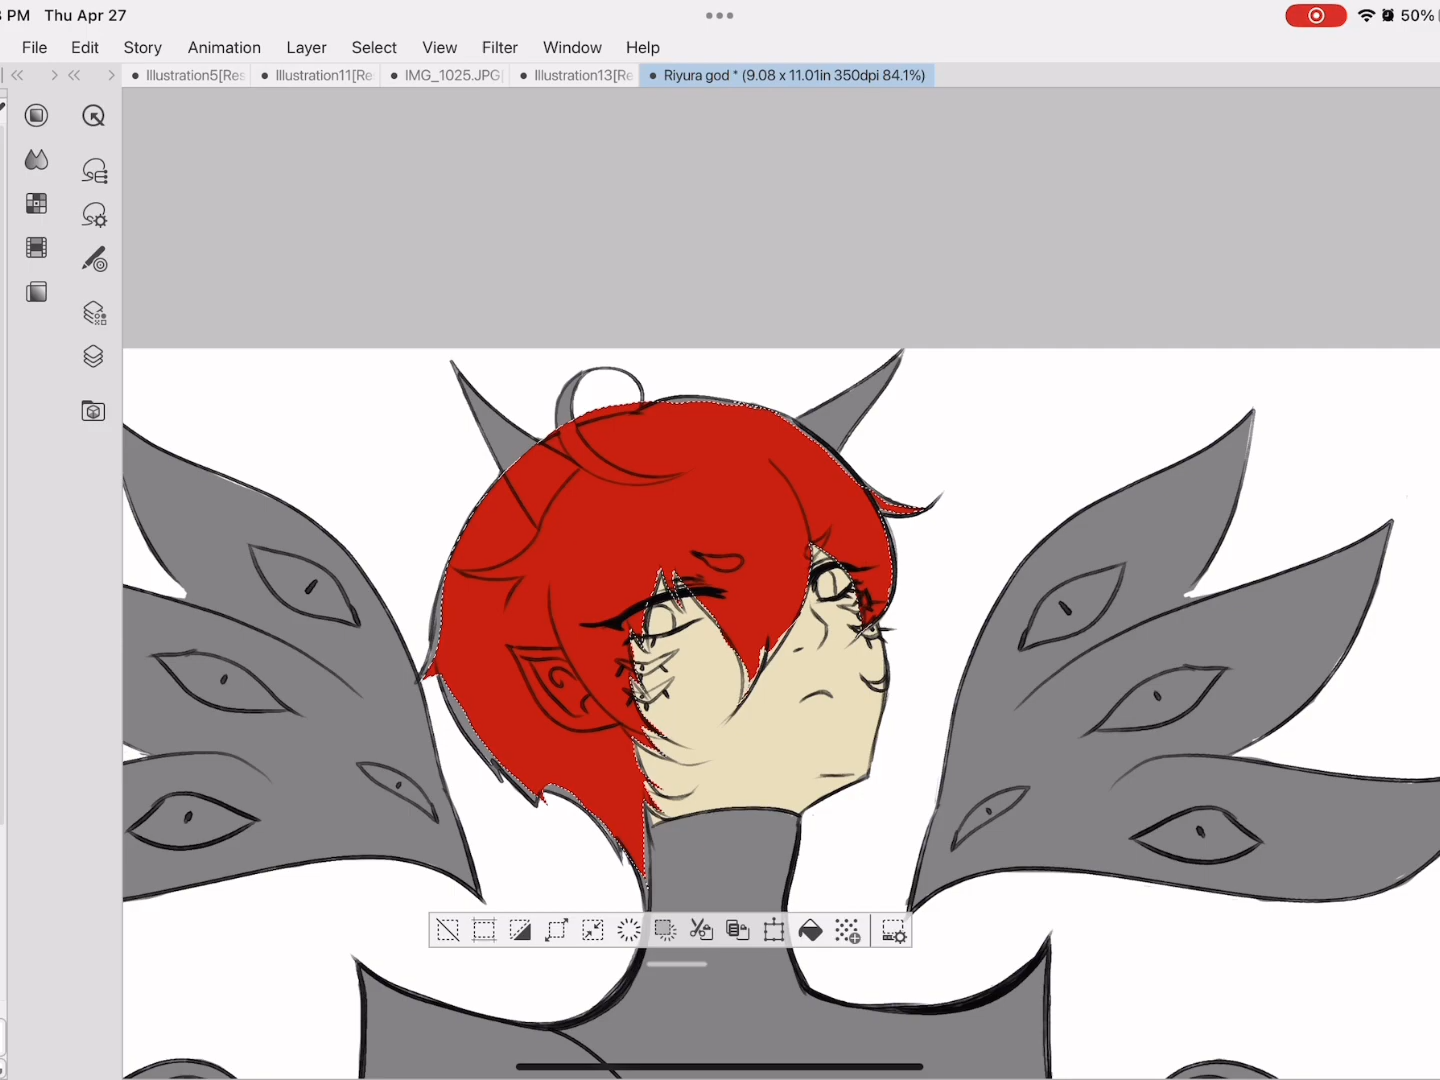 PM Thu Apr 27
50%
File Edit Story Animation Layer Select View Filter Window Help
Illustration5[Res Illustration11[Re IMG_1025.JPG Illustration13[Re Riyura god * (9.08 x 11.01in 350dpi 84.1%)